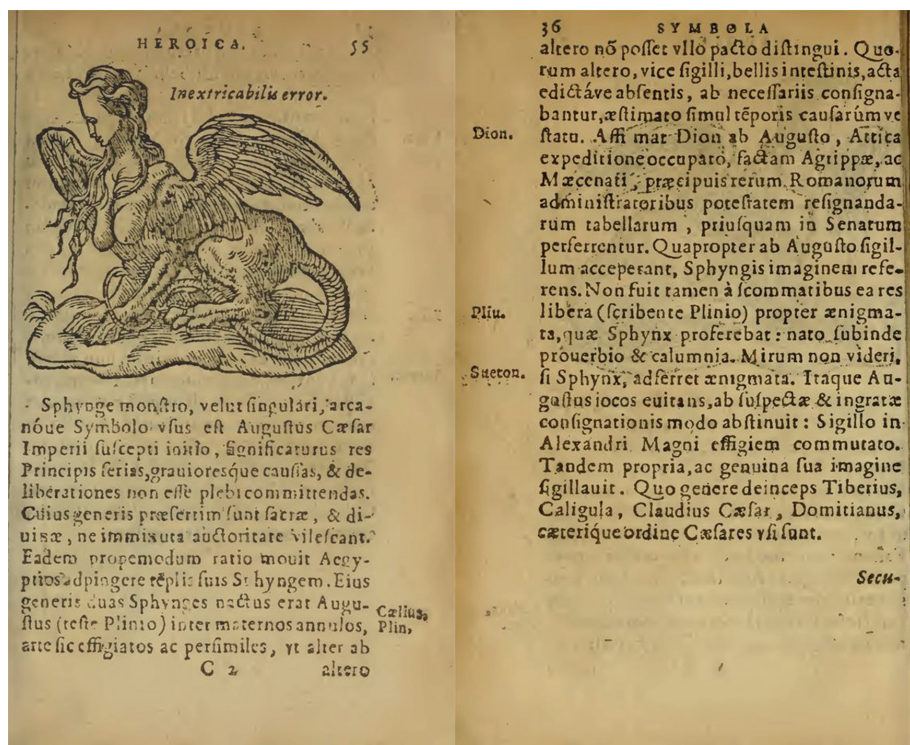 HEROICA. 55
Inextricabilis error.
Sphynge monſtro, velut ſingulari, arca-
nóue Symbolo vſus eſt Auguſtus Cæſar
Imperii ſuſcepti initio, ſignificaturus res
Principis ſerias, grauioreſque cauſſas, & de-
liberationes non eſſe plebi committendas.
Cuius generis præſertim ſunt ſacræ, & di-
uinæ, ne imminuta auctoritate vileſcant.
Eadem propemodum ratio mouit Aegy-
ptios adpingere tẽplis ſuis Sphyngem. Eius
generis duas Sphynges nactus erat Augu-
ſtus (teſte Plinio) inter maternos annulos,
arte ſic effigiatos ac perſimiles, vt alter ab
Cælius,
Plin,
C 2 altero
36 SYMBOLA
altero nõ poſſet vllo pacto diſtingui. Quo-
rum altero, vice ſigilli, bellis inteſtinis, acta
edictáve abſentis, ab neceſſariis conſigna-
bantur, æſtimato ſimul tẽporis cauſarúmve
ſtatu. Affirmat Dion ab Auguſto, Attica
Dion.
expeditione occupato, factam Agrippæ, ac
Mæcenati, præcipuis rerum Romanorum
adminiſtratoribus poteſtatem reſignanda-
rum tabellarum, priuſquam in Senatum
perferrentur. Quapropter ab Auguſto ſigil-
lum acceperant, Sphyngis imaginem refe-
rens. Non fuit tamen à ſcommatibus ea res
libera (ſcribente Plinio) propter ænigma-
Pliu.
ta, quæ Sphynx proferebat: nato ſubinde
prouerbio & calumnia. Mirum non videri,
ſi Sphynx, adferret ænigmata. Itaque Au-
Sueton.
guſtus iocos euitans, ab ſuſpectæ & ingratæ
conſignationis modo abſtinuit: Sigillo in
Alexandri Magni effigiem commutato.
Tandem propria, ac genuina ſua imagine
ſigillauit. Quo genere deinceps Tiberius,
Caligula, Claudius Cæſar, Domitianus,
cæteríque ordine Cæſares vſi ſunt.
Secu-